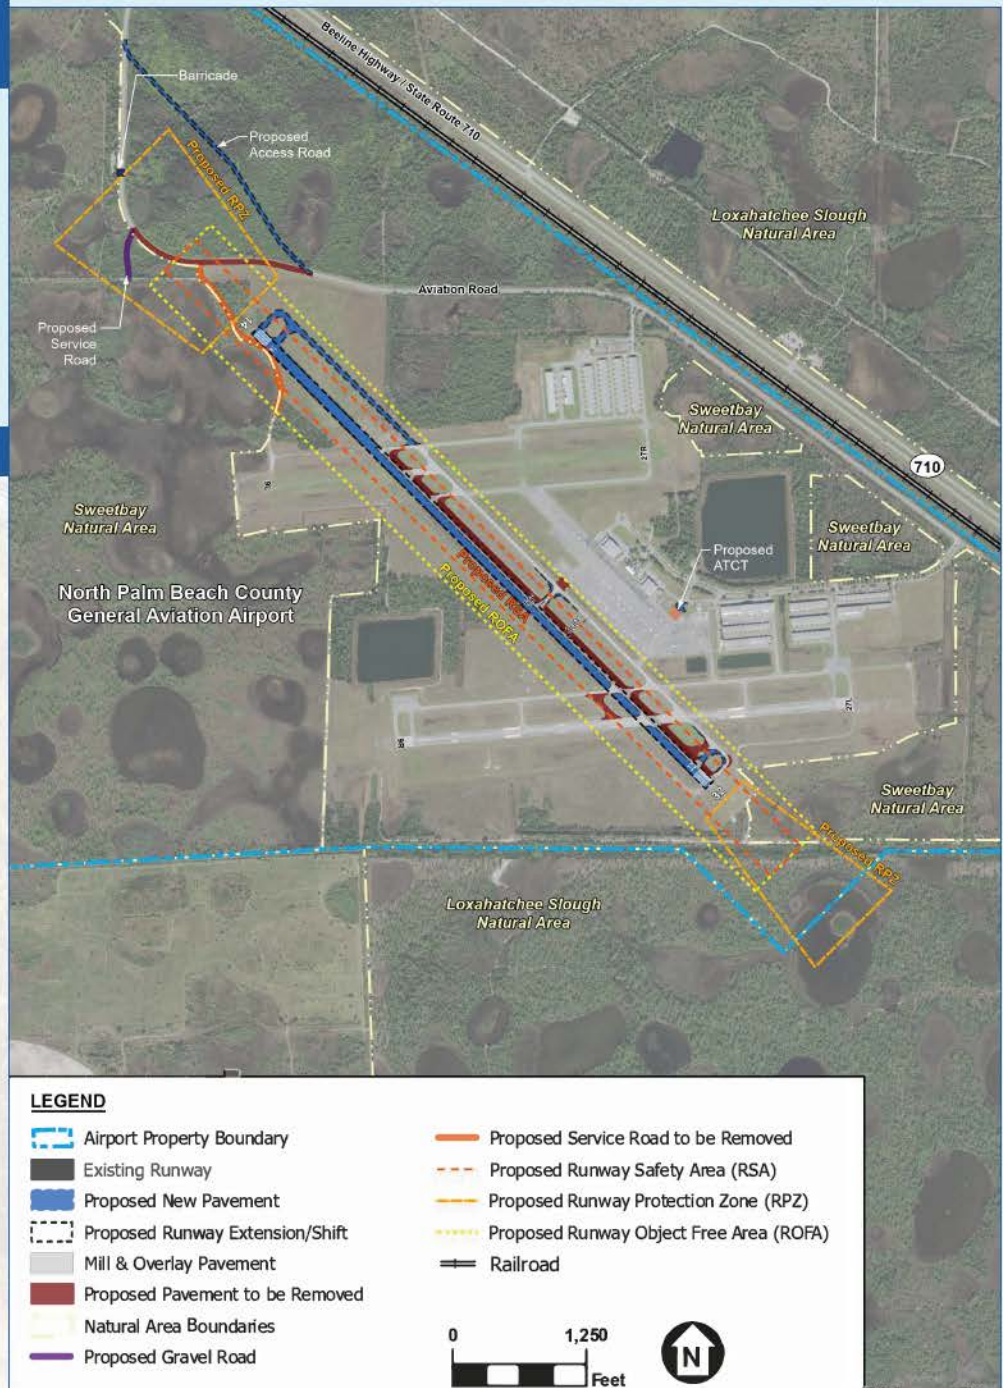 Beeline Highway / State Route 710
Barricade
Proposed
Access Road
Proposed RPZ
Loxahatchee Slough
Natural Area
Aviation Road
Proposed
Service
Road
14
Sweetbay
Natural Area
27R
710
Sweetbay
Natural Area
Sweetbay
Natural Area
Proposed
ATCT
Proposed RSA
Proposed ROFA
North Palm Beach County
General Aviation Airport
27L
9R
Sweetbay
Natural Area
Proposed RPZ
Loxahatchee Slough
Natural Area
LEGEND
Airport Property Boundary
Existing Runway
Proposed New Pavement
Proposed Runway Extension/Shift
Mill & Overlay Pavement
Proposed Pavement to be Removed
Natural Area Boundaries
Proposed Gravel Road
Proposed Service Road to be Removed
Proposed Runway Safety Area (RSA)
Proposed Runway Protection Zone (RPZ)
Proposed Runway Object Free Area (ROFA)
Railroad
0 1,250
Feet
N